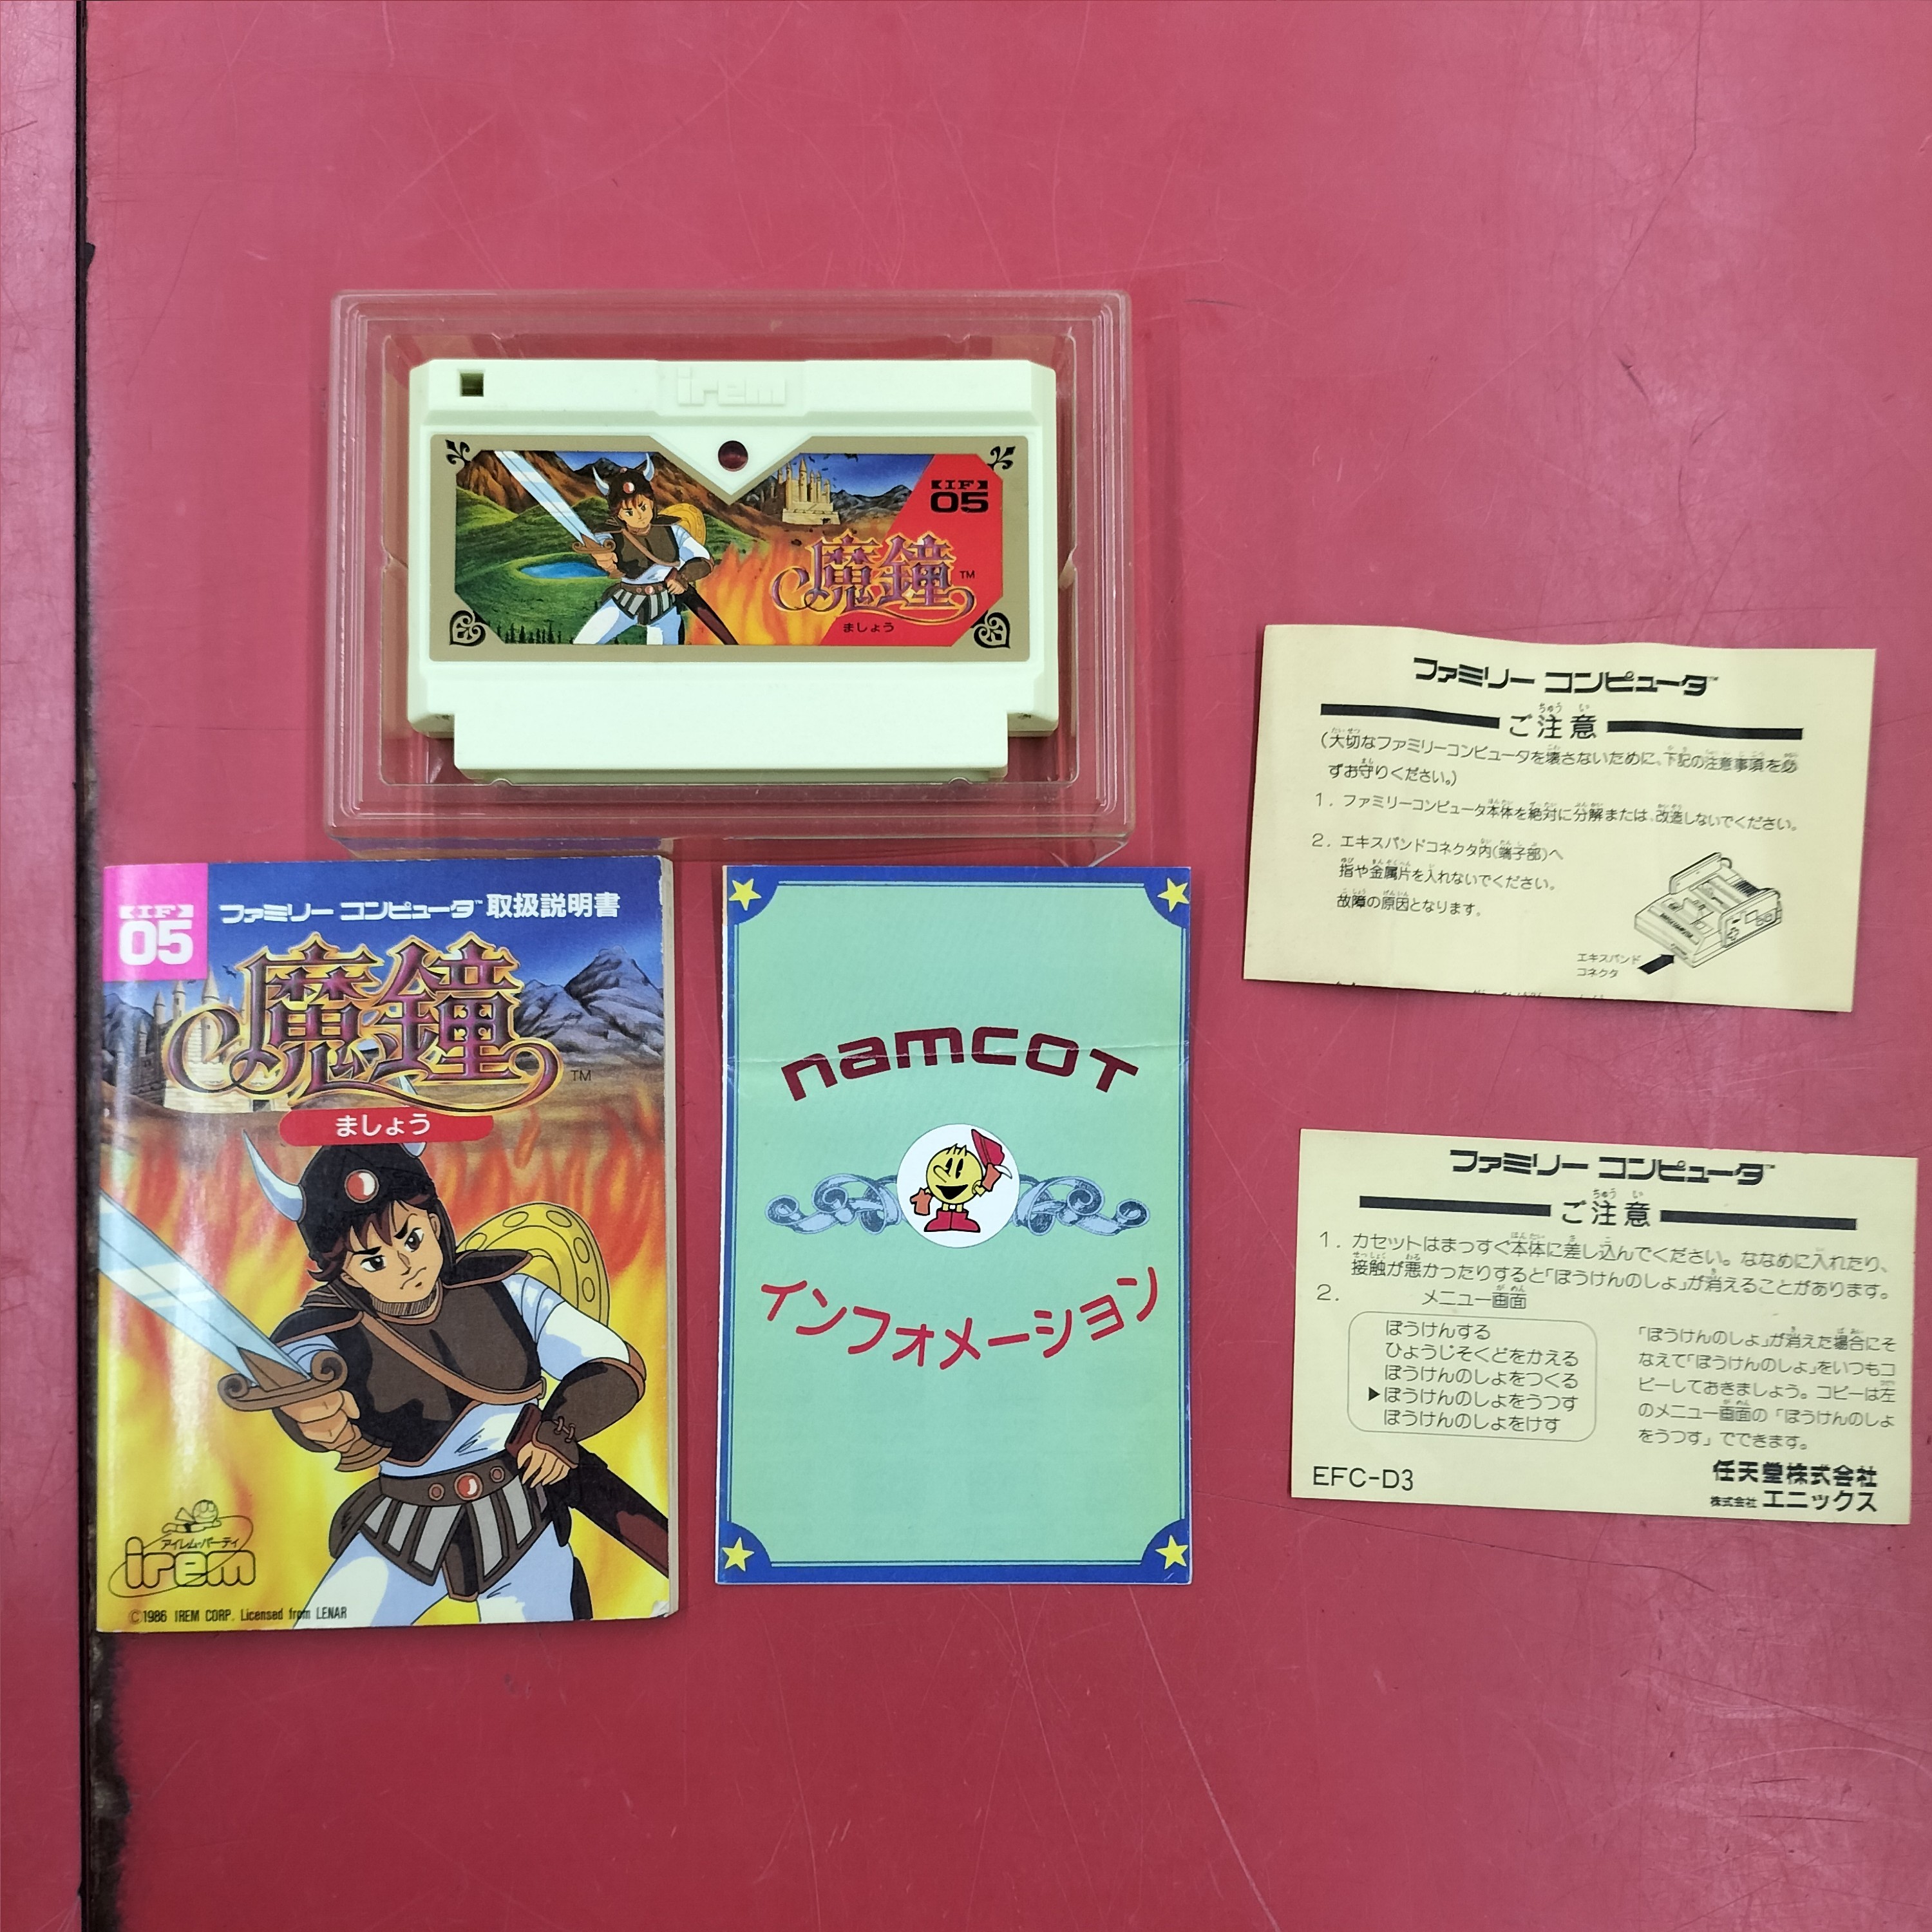 irem
IF
05
魔鐘™
ましょう
IF
05
ファミリー コンピュータ™ 取扱説明書
魔鐘
TM
ましょう
アイレム・パーティ
irem
©1986 IREM CORP. Licensed from LENAR
namcot
インフォメーション
ファミリー コンピュータ™
ご注意
(大切なファミリーコンピュータを壊さないために、下記の注意事項を必
ずお守りください。)
1. ファミリーコンピュータ本体を絶対に分解または、改造しないでください。
2. エキスパンドコネクタ内(端子部)へ
指や金属片を入れないでください。
故障の原因となります。
エキスパンド
コネクタ
ファミリー コンピュータ™
ご注意
1. カセットはまっすぐ本体に差し込んでください。ななめに入れたり、
接触が悪かったりすると「ぼうけんのしょ」が消えることがあります。
2. メニュー画面
ぼうけんする
ひょうじそくどをかえる
ぼうけんのしょをつくる
▶ぼうけんのしょをうつす
ぼうけんのしょをけす
「ぼうけんのしょ」が消えた場合にそ
なえて「ぼうけんのしょ」をいつもコ
ピーしておきましょう。コピーは左
のメニュー画面の「ぼうけんのしょ
をうつす」でできます。
EFC-D3
任天堂株式会社
株式会社 エニックス